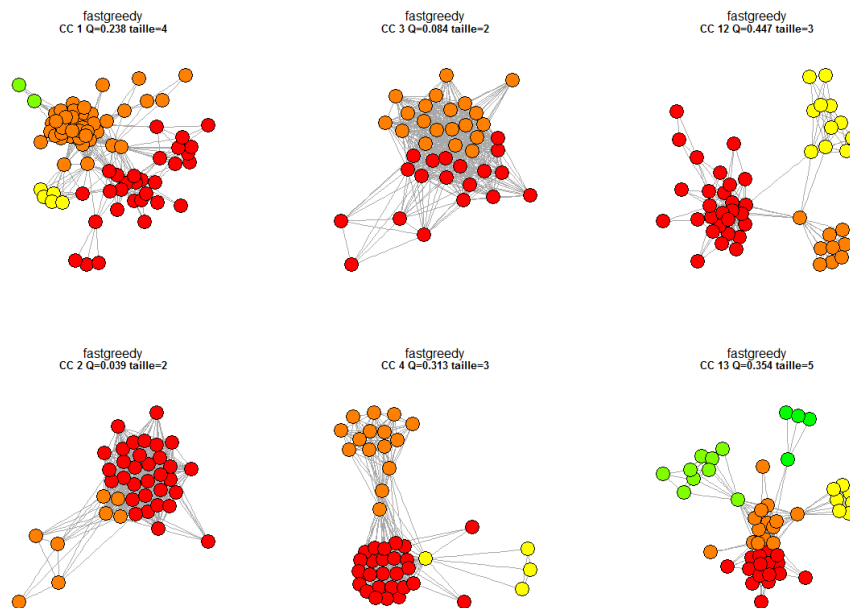 fastgreedy
CC 1 Q=0.238 taille=4
fastgreedy
CC 3 Q=0.084 taille=2
fastgreedy
CC 12 Q=0.447 taille=3
fastgreedy
CC 2 Q=0.039 taille=2
fastgreedy
CC 4 Q=0.313 taille=3
fastgreedy
CC 13 Q=0.354 taille=5